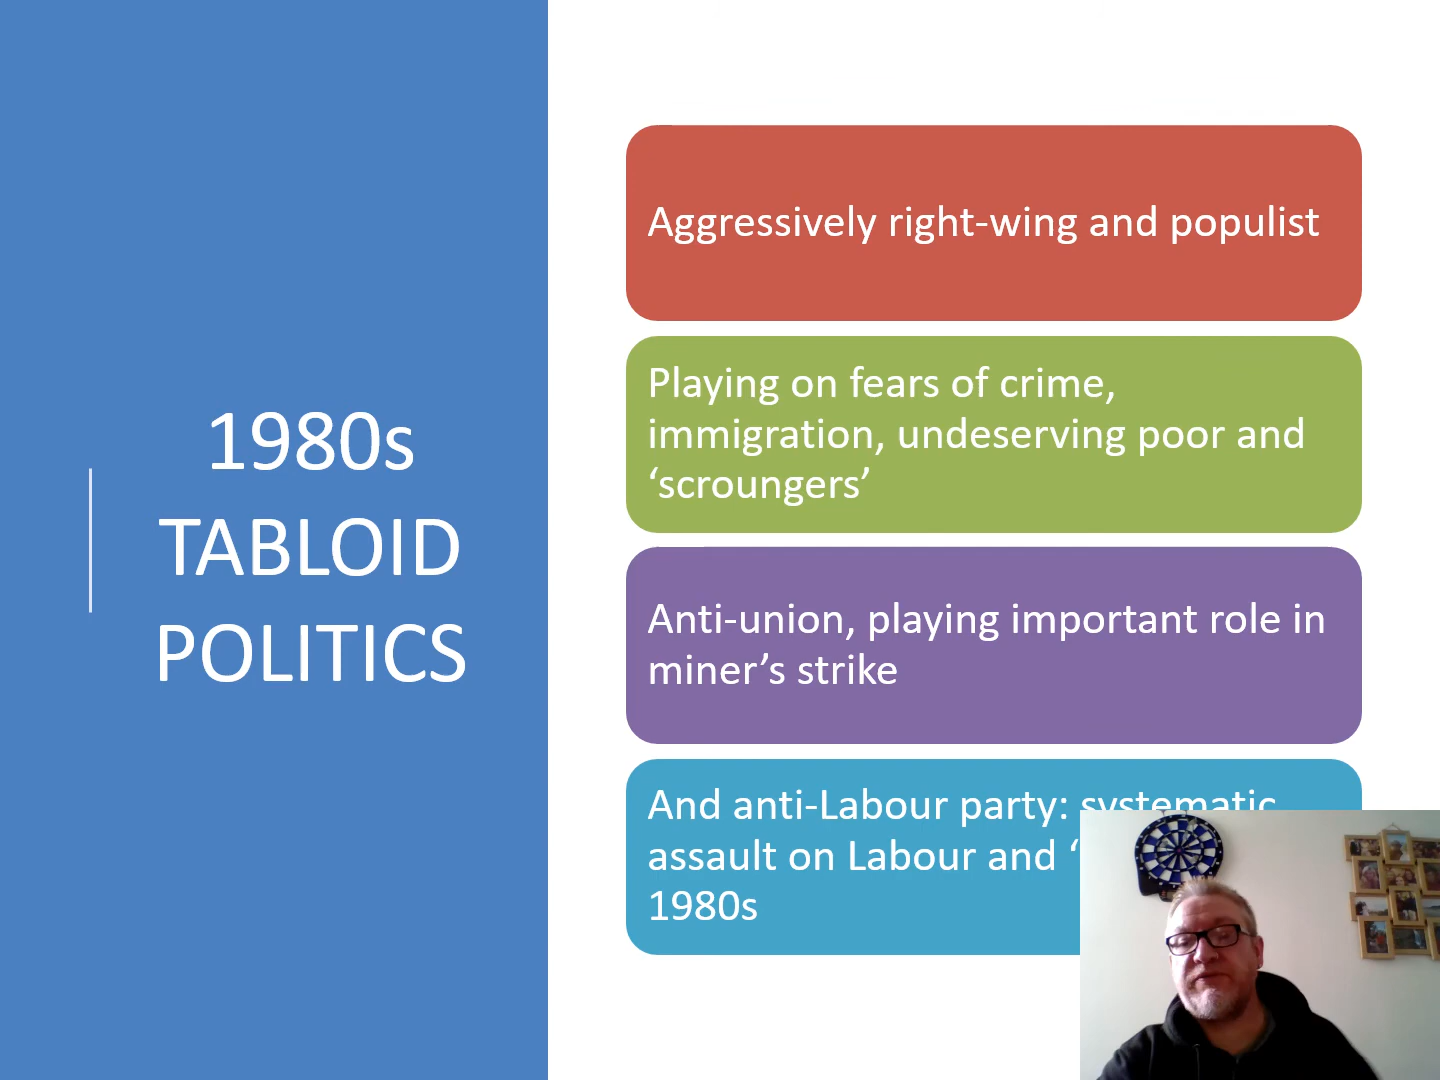 1980s
TABLOID
POLITICS
Aggressively right-wing and populist
Playing on fears of crime,
immigration, undeserving poor and
‘scroungers’
Anti-union, playing important role in
miner’s strike
And anti-Labour party: systematic
assault on Labour and ‘
1980s